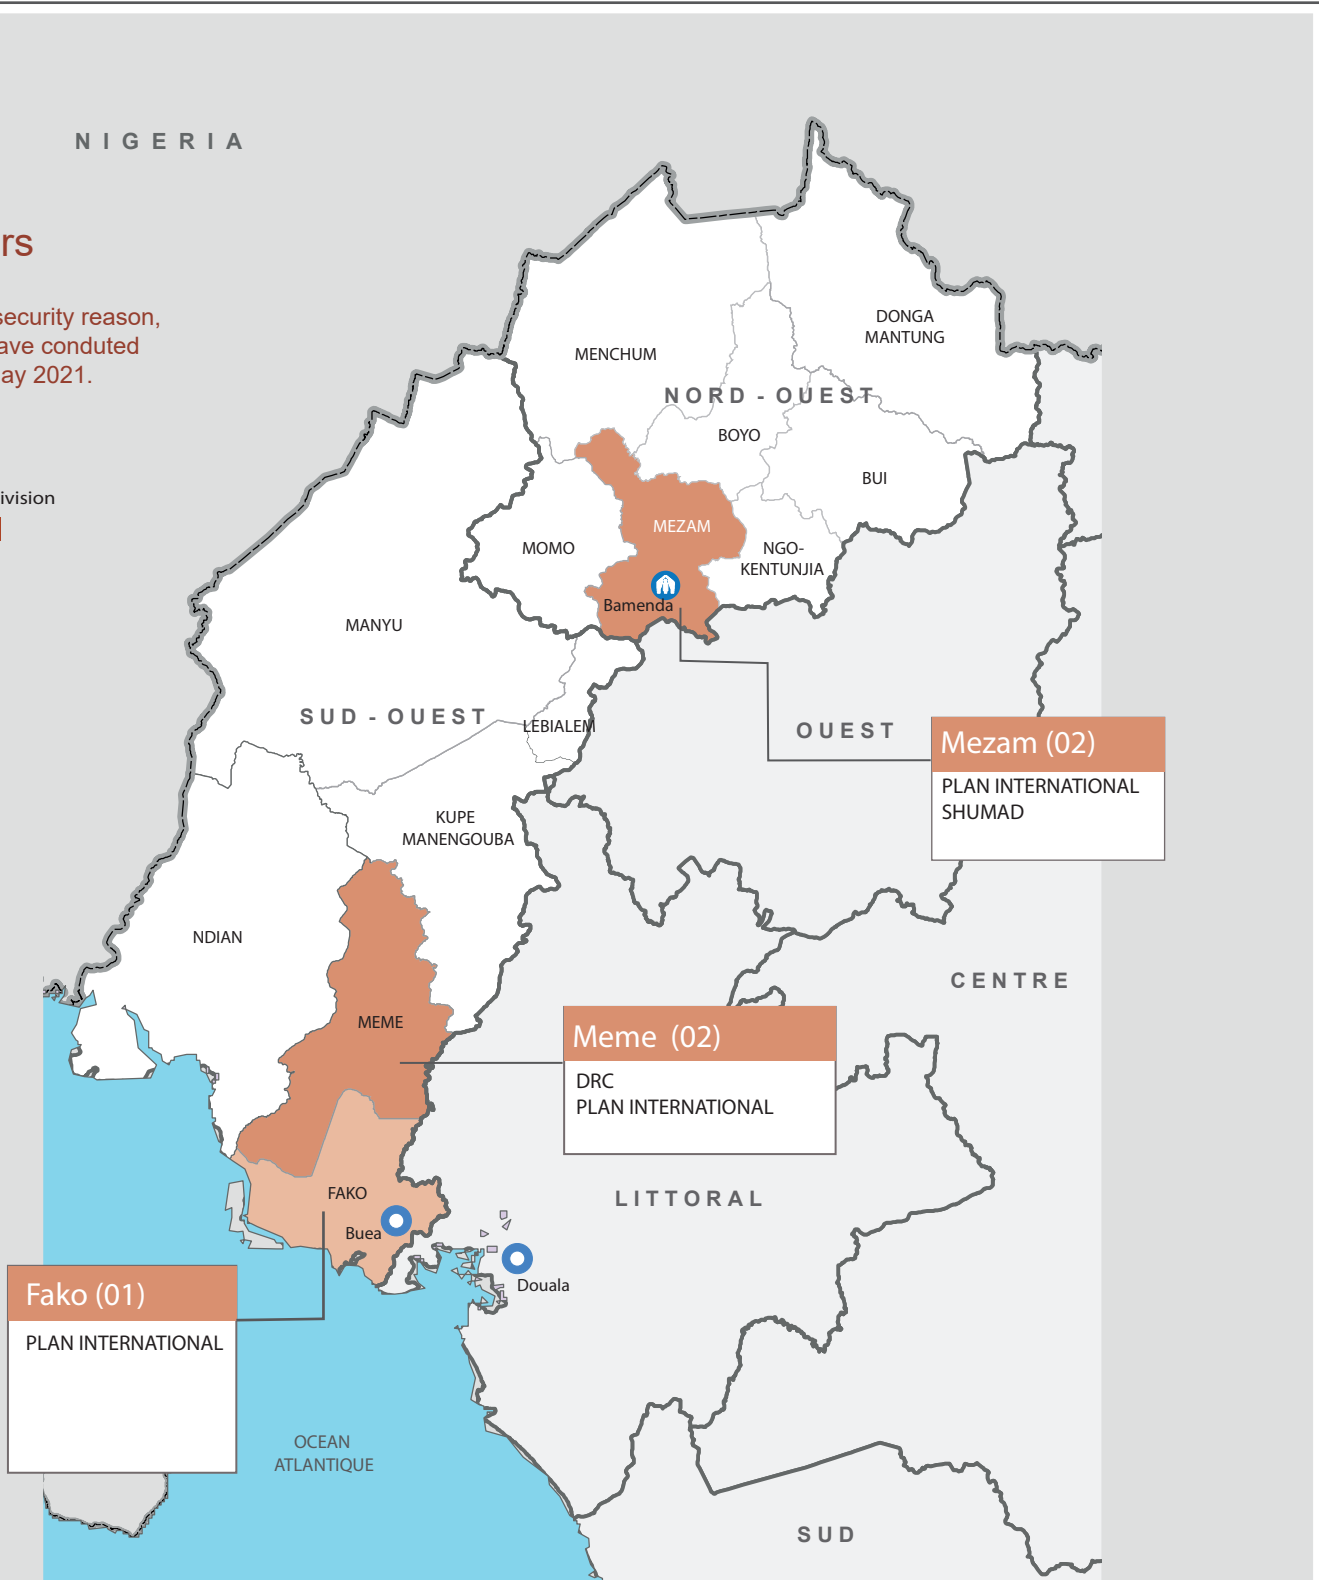 NIGERIA
rs
security reason,
ave conduted
ay 2021.
ivision
DONGA
MANTUNG
MENCHUM
NORD - OUEST
BOYO
BUI
MEZAM
MOMO
NGO-
KENTUNJIA
Bamenda
MANYU
SUD - OUEST
LEBIALEM
OUEST
Mezam (02)
PLAN INTERNATIONAL
SHUMAD
KUPE
MANENGOUBA
NDIAN
CENTRE
MEME
Meme (02)
DRC
PLAN INTERNATIONAL
FAKO
LITTORAL
Buea
Douala
Fako (01)
PLAN INTERNATIONAL
OCEAN
ATLANTIQUE
SUD